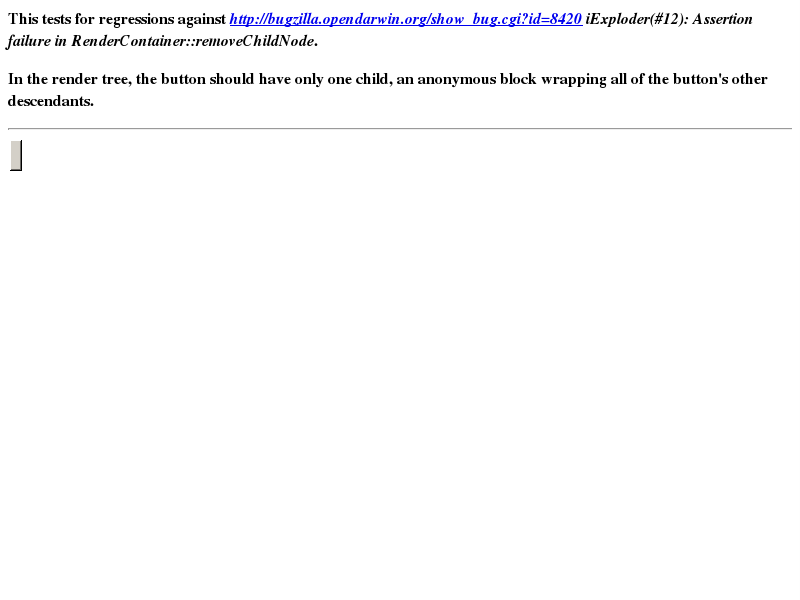 This tests for regressions against http://bugzilla.opendarwin.org/show_bug.cgi?id=8420 iExploder(#12): Assertion
failure in RenderContainer::removeChildNode.
In the render tree, the button should have only one child, an anonymous block wrapping all of the button's other
descendants.